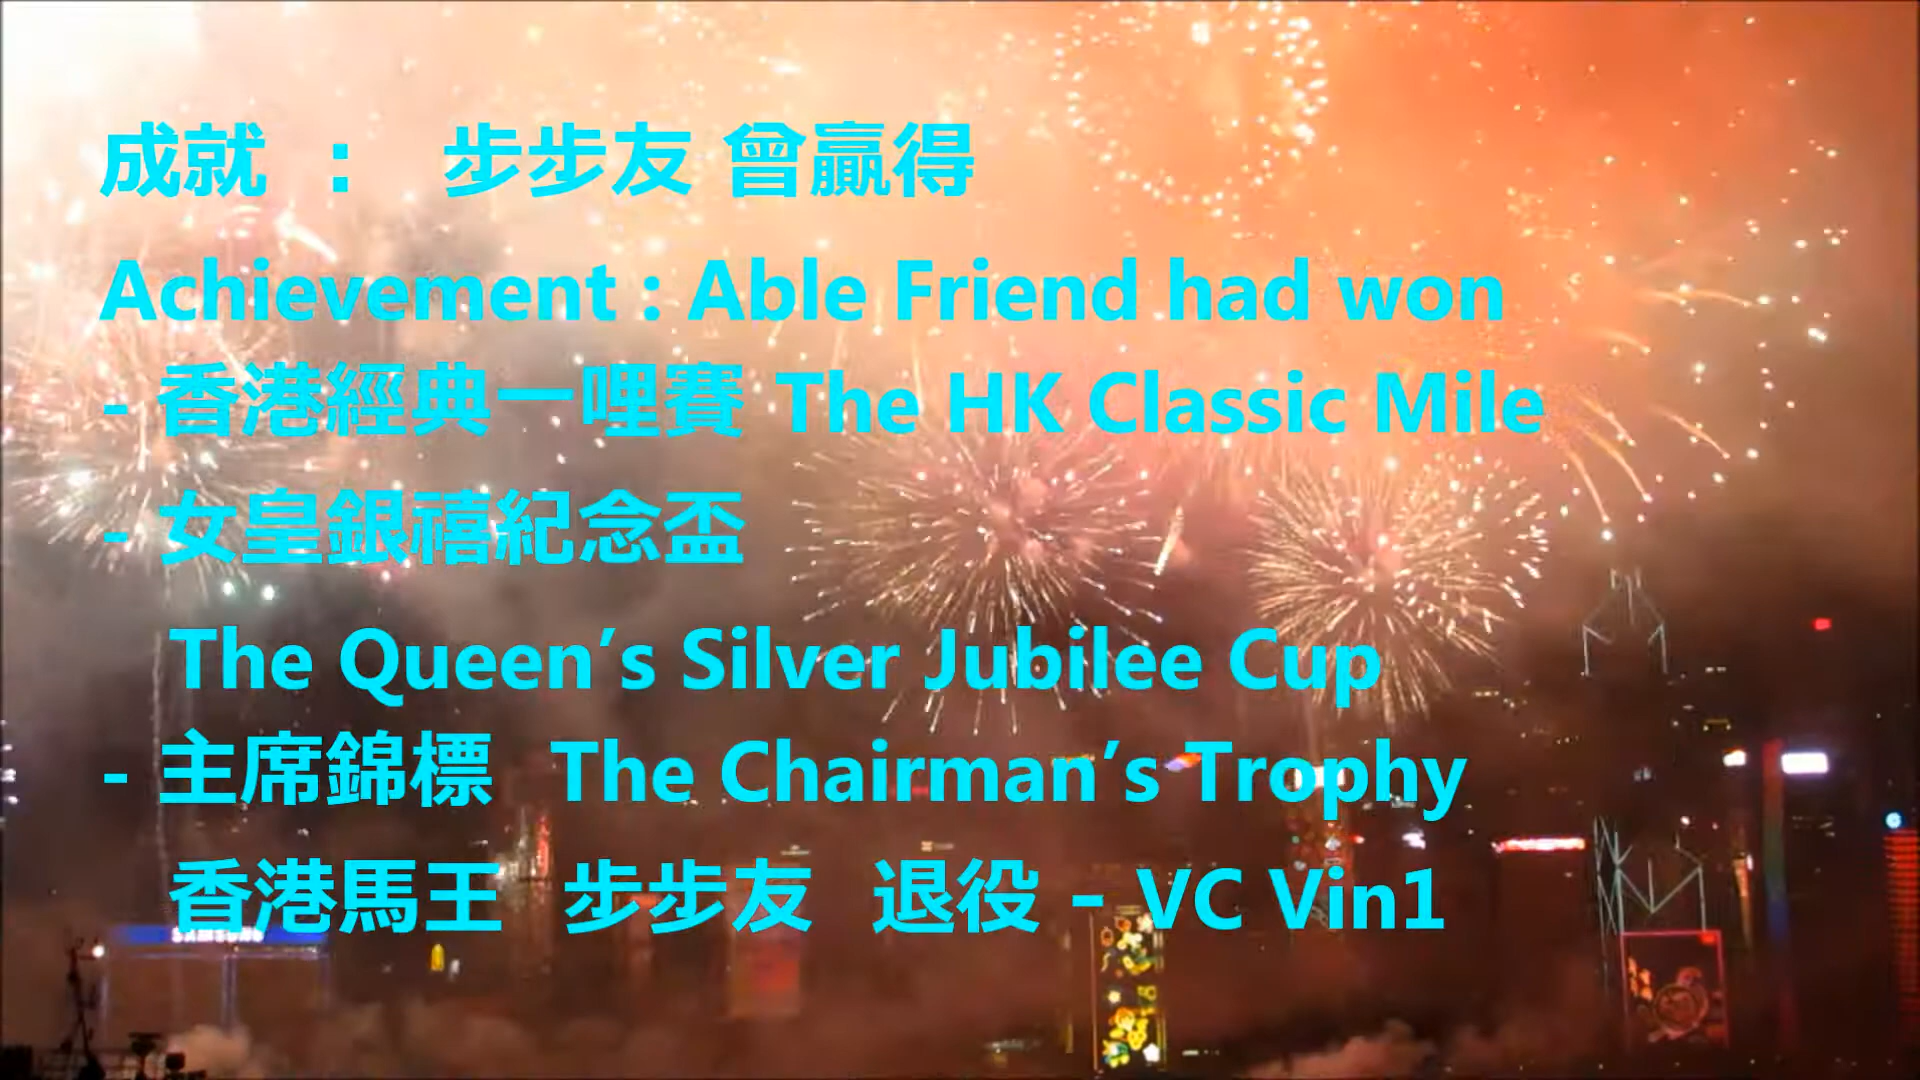 成就 : 步步友 曾贏得
Achievement : Able Friend had won
- 香港經典一哩賽 The HK Classic Mile
- 女皇銀禧紀念盃
The Queen’s Silver Jubilee Cup
- 主席錦標 The Chairman’s Trophy
香港馬王 步步友 退役 – VC Vin1
SAMSUNG